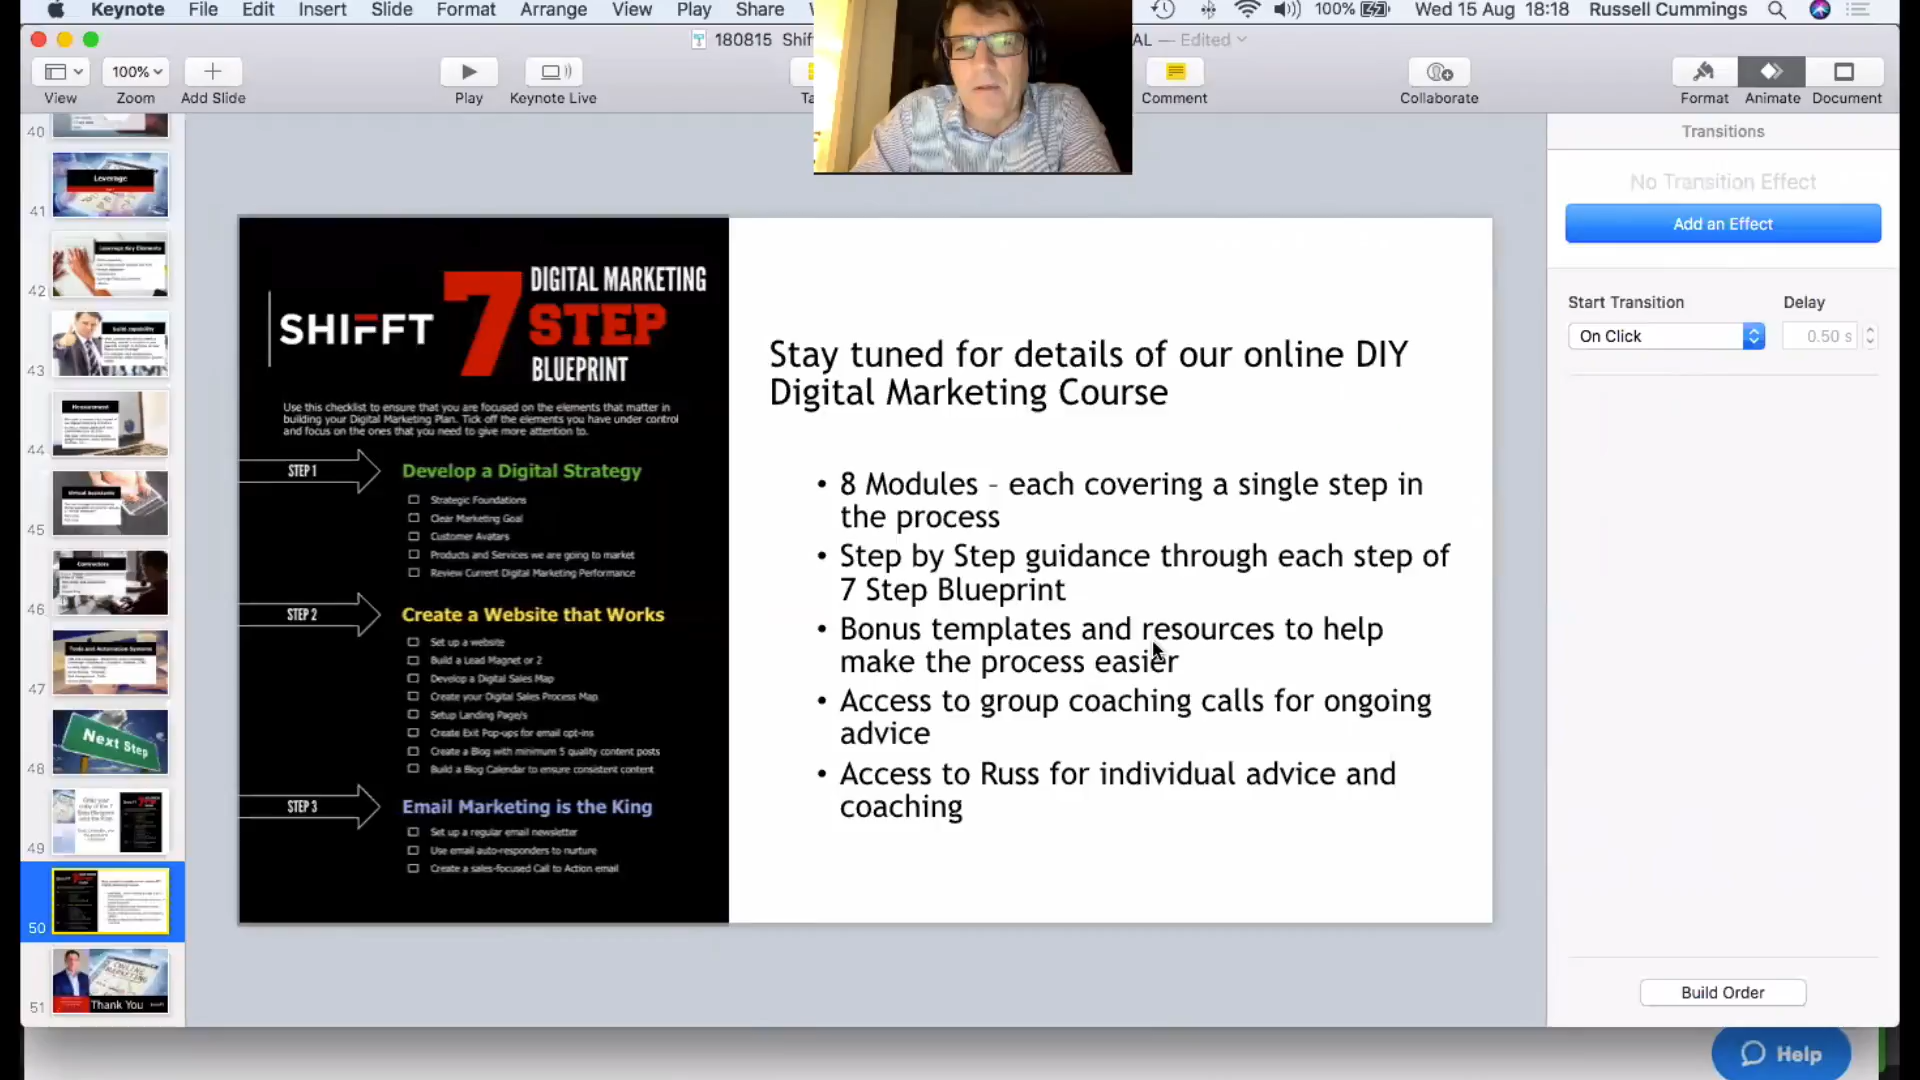 Keynote File Edit Insert Slide Format Arrange View Play Share
100% Wed 15 Aug 18:18 Russell Cummings
180815 Shif
AL — Edited
100%
View Zoom Add Slide Play Keynote Live Comment Collaborate Format Animate Document
Transitions
No Transition Effect
Add an Effect
Start Transition Delay
On Click 0.50 s
Build Order
Help
40
Leverage
41
Leverage Key Elements
42
Build capability
43
Measurement
44
Virtual Assistants
45
Contractors
46
Tools and Automation Systems
47
Next Step
48
49
50
Thank You
51
SHIFFT
7
DIGITAL MARKETING
STEP
BLUEPRINT
Use this checklist to ensure that you are focused on the elements that matter in
building your Digital Marketing Plan. Tick off the elements you have under control
and focus on the ones that you need to give more attention to.
STEP 1 Develop a Digital Strategy
Strategic Foundations
Clear Marketing Goal
Customer Avatars
Products and Services we are going to market
Review Current Digital Marketing Performance
STEP 2 Create a Website that Works
Set up a website
Build a Lead Magnet or 2
Develop a Digital Sales Map
Create your Digital Sales Process Map
Setup Landing Page/s
Create Exit Pop-ups for email opt-ins
Create a Blog with minimum 5 quality content posts
Build a Blog Calendar to ensure consistent content
STEP 3 Email Marketing is the King
Set up a regular email newsletter
Use email auto-responders to nurture
Create a sales-focused Call to Action email
Stay tuned for details of our online DIY
Digital Marketing Course
• 8 Modules – each covering a single step in
the process
• Step by Step guidance through each step of
7 Step Blueprint
• Bonus templates and resources to help
make the process easier
• Access to group coaching calls for ongoing
advice
• Access to Russ for individual advice and
coaching